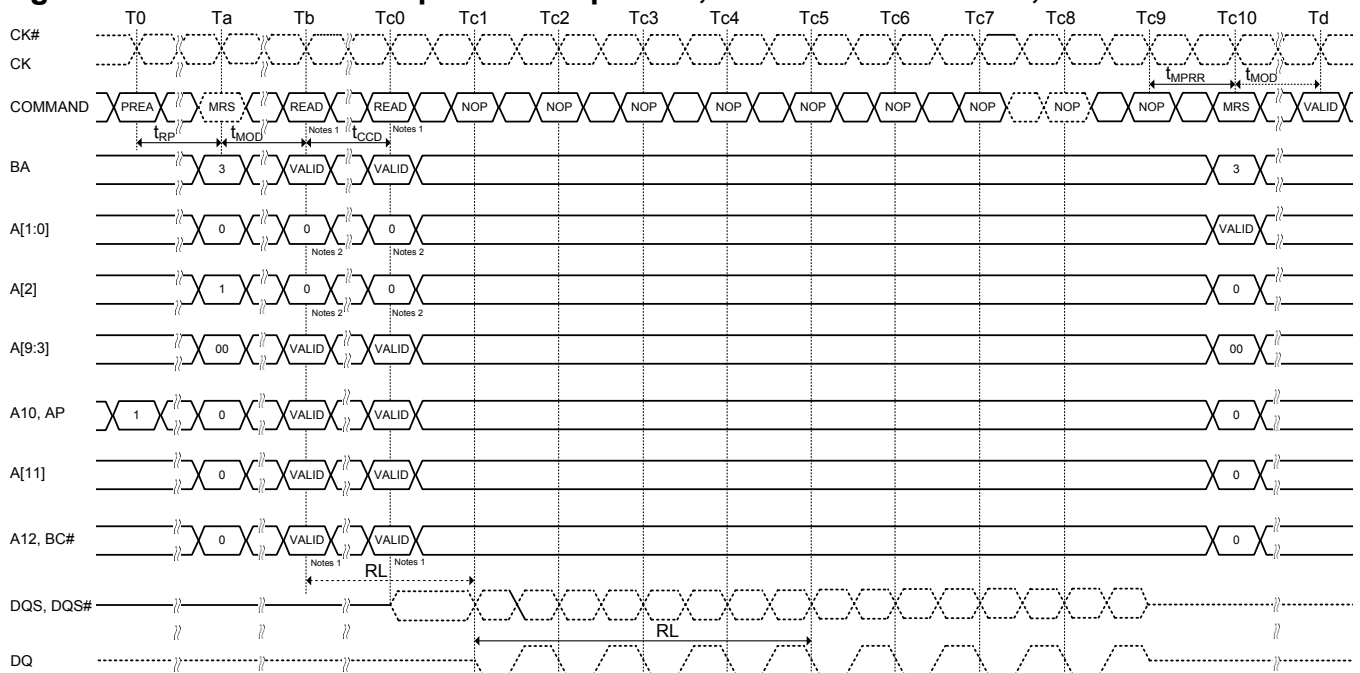 T0 Ta Tb Tc0 Tc1 Tc2 Tc3 Tc4 Tc5 Tc6 Tc7 Tc8 Tc9 Tc10 Td
CK#
CK
tMPRR tMOD
COMMAND PREA MRS READ READ NOP NOP NOP NOP NOP NOP NOP NOP NOP MRS VALID
Notes 1 Notes 1
tRP tMOD tCCD
BA 3 VALID VALID 3
A[1:0] 0 0 0 VALID
Notes 2 Notes 2
A[2] 1 0 0 0
Notes 2 Notes 2
A[9:3] 00 VALID VALID 00
A10, AP 1 0 VALID VALID 0
A[11] 0 VALID VALID 0
A12, BC# 0 VALID VALID 0
Notes 1 Notes 1
RL
DQS, DQS#
RL
DQ